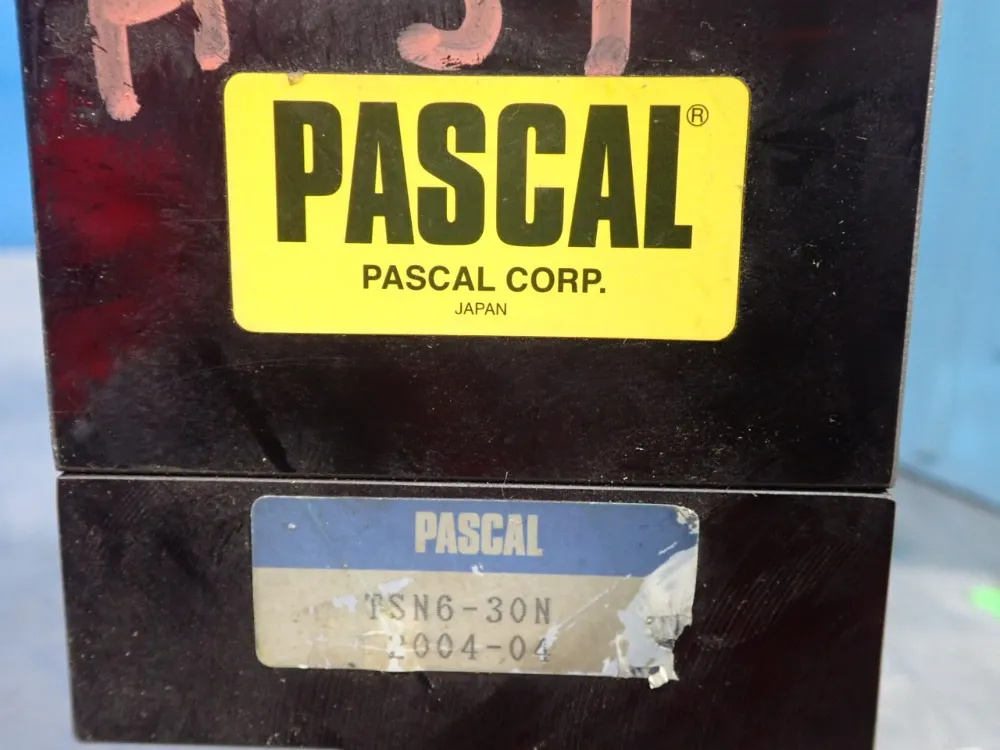 PASCAL®
PASCAL CORP.
JAPAN
PASCAL
TSN6-30N
2004-04